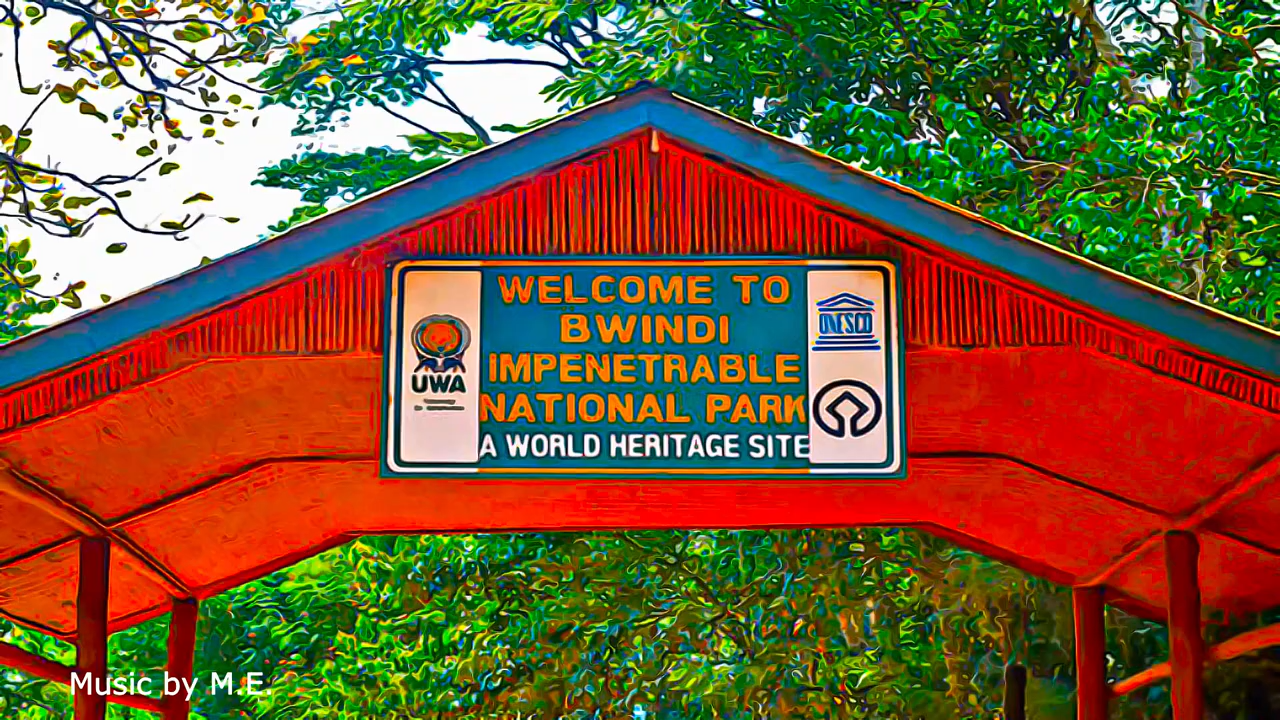 WELCOME TO
BWINDI
IMPENETRABLE
NATIONAL PARK
A WORLD HERITAGE SITE
UWA
UNESCO
Music by M.E.